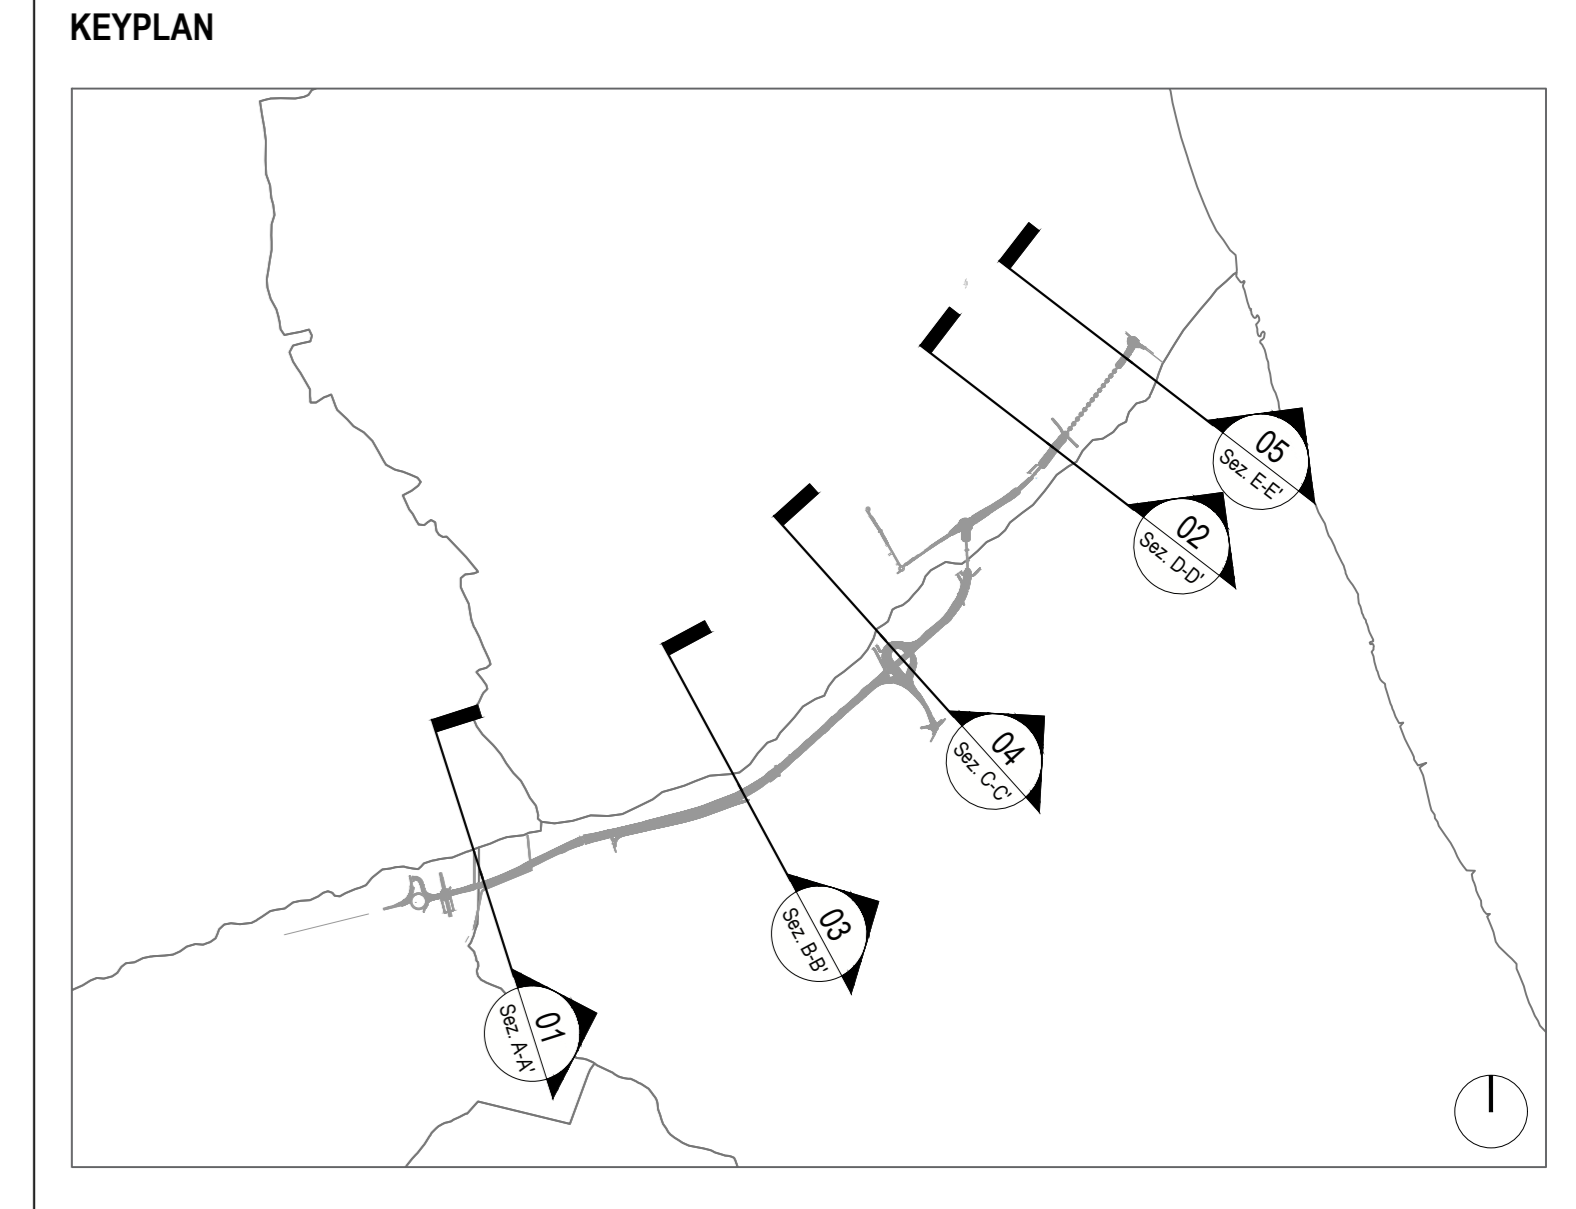 KEYPLAN
05
Sez. E-E'
02
Sez. D-D'
04
Sez. C-C'
03
Sez. B-B'
01
Sez. A-A'